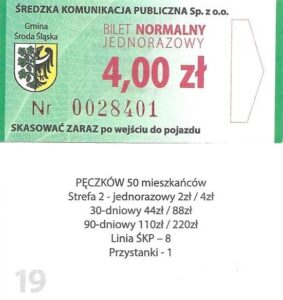 ŚREDZKA KOMUNIKACJA PUBLICZNA Sp. z o.o.
Gmina
Środa Śląska
BILET NORMALNY
JEDNORAZOWY
4,00 zł
Nr 0028401
SKASOWAĆ ZARAZ po wejściu do pojazdu
PĘCZKÓW 50 mieszkańców
Strefa 2 - jednorazowy 2zł / 4zł
30-dniowy 44zł / 88zł
90-dniowy 110zł / 220zł
Linia ŚKP – 8
Przystanki - 1
19